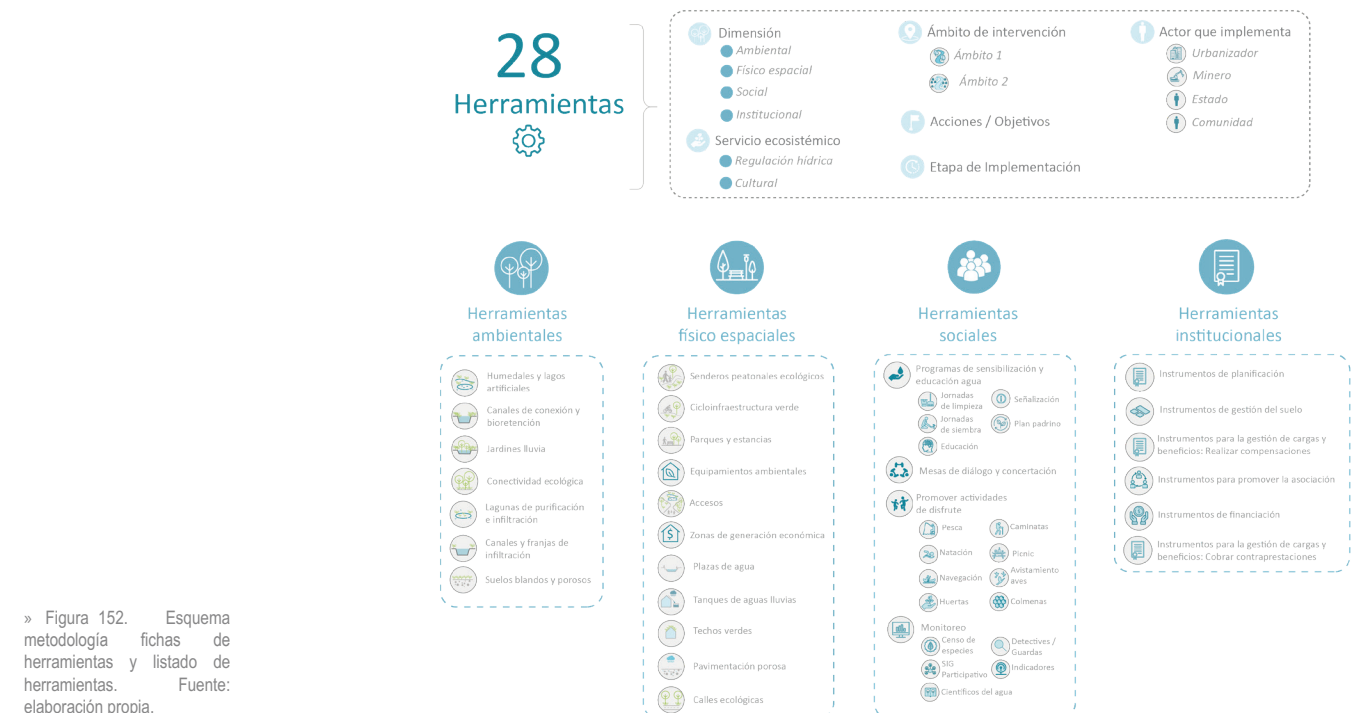 28
Herramientas
Dimensión
Ambiental
Físico espacial
Social
Institucional
Servicio ecosistémico
Regulación hídrica
Cultural
Ámbito de intervención
Ámbito 1
Ámbito 2
Acciones / Objetivos
Etapa de Implementación
Actor que implementa
Urbanizador
Minero
Estado
Comunidad
Herramientas
ambientales
Humedales y lagos
artificiales
Canales de conexión y
bioretención
Jardines lluvia
Conectividad ecológica
Lagunas de purificación
e infiltración
Canales y franjas de
infiltración
Suelos blandos y porosos
Herramientas
físico espaciales
Senderos peatonales ecológicos
Cicloinfraestructura verde
Parques y estancias
Equipamientos ambientales
Accesos
Zonas de generación económica
Plazas de agua
Tanques de aguas lluvias
Techos verdes
Pavimentación porosa
Calles ecológicas
Herramientas
sociales
Programas de sensibilización y
educación agua
Jornadas
de limpieza
Señalización
Jornadas
de siembra
Plan padrino
Educación
Mesas de diálogo y concertación
Promover actividades
de disfrute
Pesca
Caminatas
Natación
Picnic
Navegación
Avistamiento
aves
Huertas
Colmenas
Monitoreo
Censo de
especies
Detectives /
Guardas
SIG
Participativo
Indicadores
Científicos del agua
Herramientas
institucionales
Instrumentos de planificación
Instrumentos de gestión del suelo
Instrumentos para la gestión de cargas y
beneficios: Realizar compensaciones
Instrumentos para promover la asociación
Instrumentos de financiación
Instrumentos para la gestión de cargas y
beneficios: Cobrar contraprestaciones
» Figura 152. Esquema
metodología fichas de
herramientas y listado de
herramientas. Fuente:
elaboración propia.